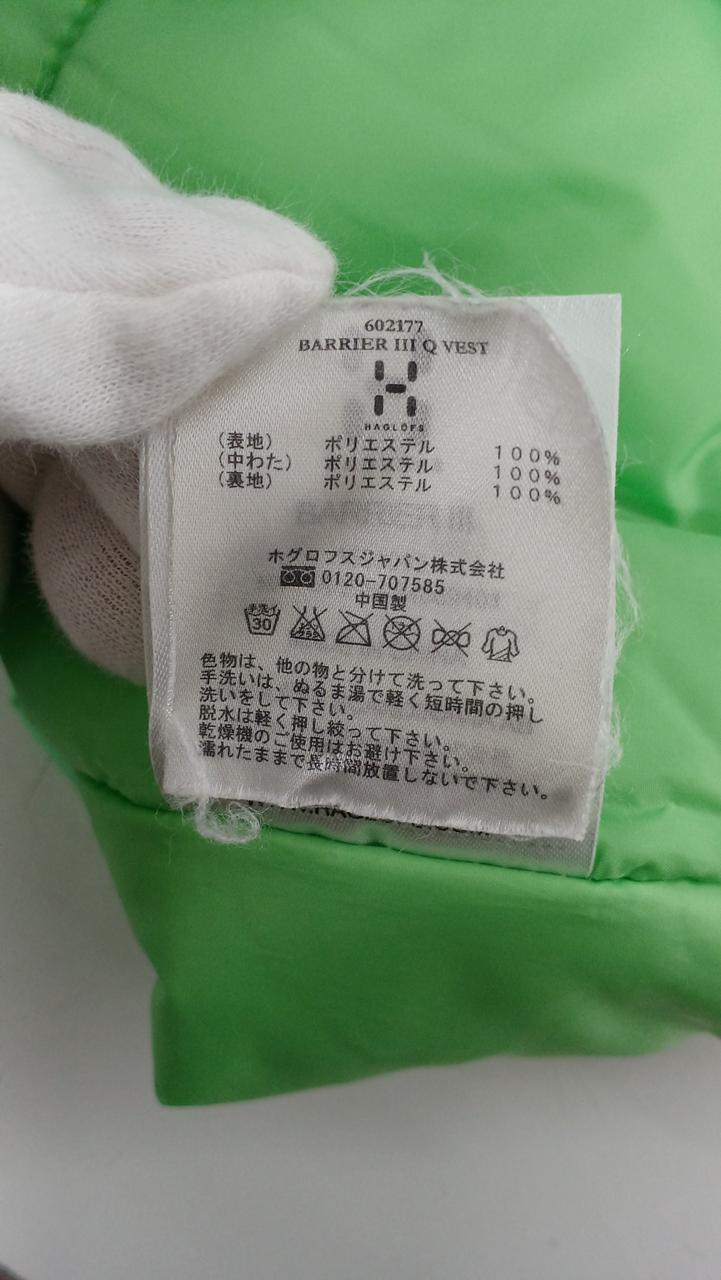 602177
BARRIER III Q VEST
HAGLÖFS
(表地) ポリエステル 100%
(中わた) ポリエステル 100%
(裏地) ポリエステル 100%
ホグロフスジャパン株式会社
0120-707585
中国製
手洗イ
30
色物は、他の物と分けて洗って下さい。
手洗いは、ぬるま湯で軽く短時間の押し
洗いをして下さい。
脱水は軽く押し絞って下さい。
乾燥機のご使用はお避け下さい。
濡れたままで長時間放置しないで下さい。